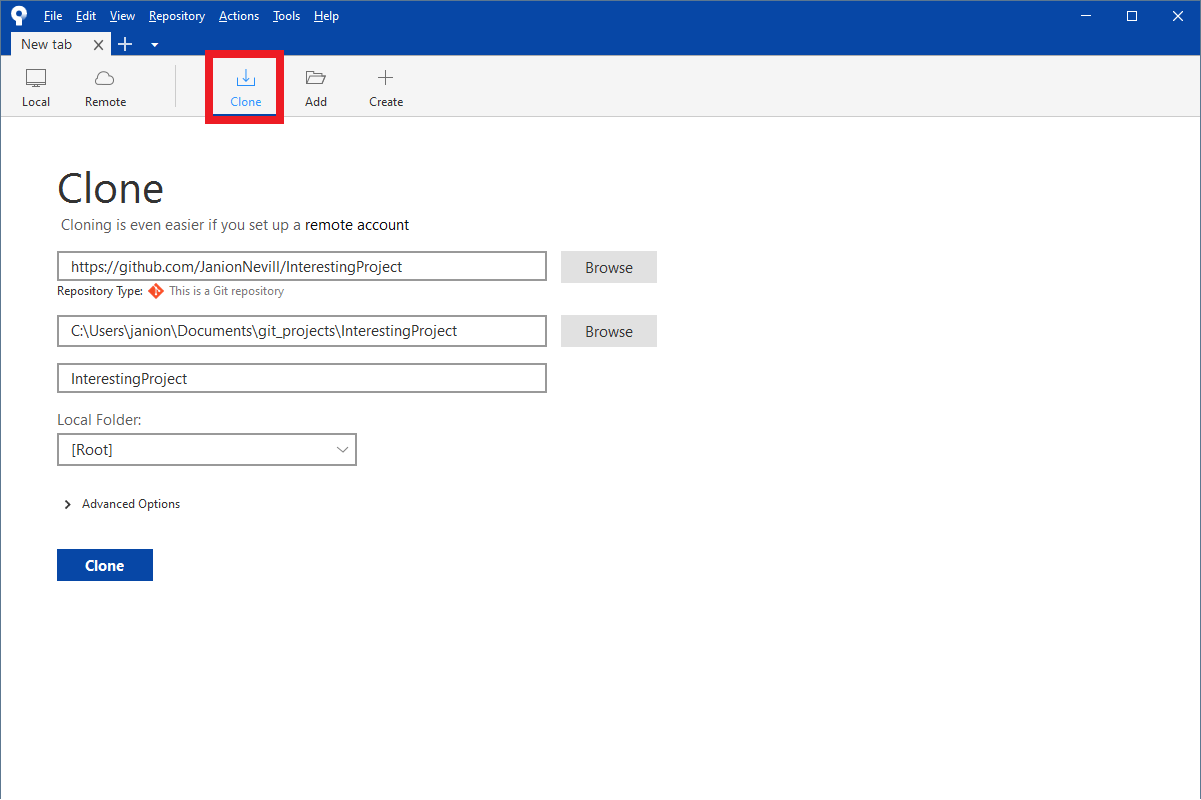 File Edit View Repository Actions Tools Help
New tab
Local Remote Clone Add Create
Clone
Cloning is even easier if you set up a remote account
https://github.com/JanionNevill/InterestingProject Browse
Repository Type: This is a Git repository
C:\Users\janion\Documents\git_projects\InterestingProject Browse
InterestingProject
Local Folder:
[Root]
Advanced Options
Clone